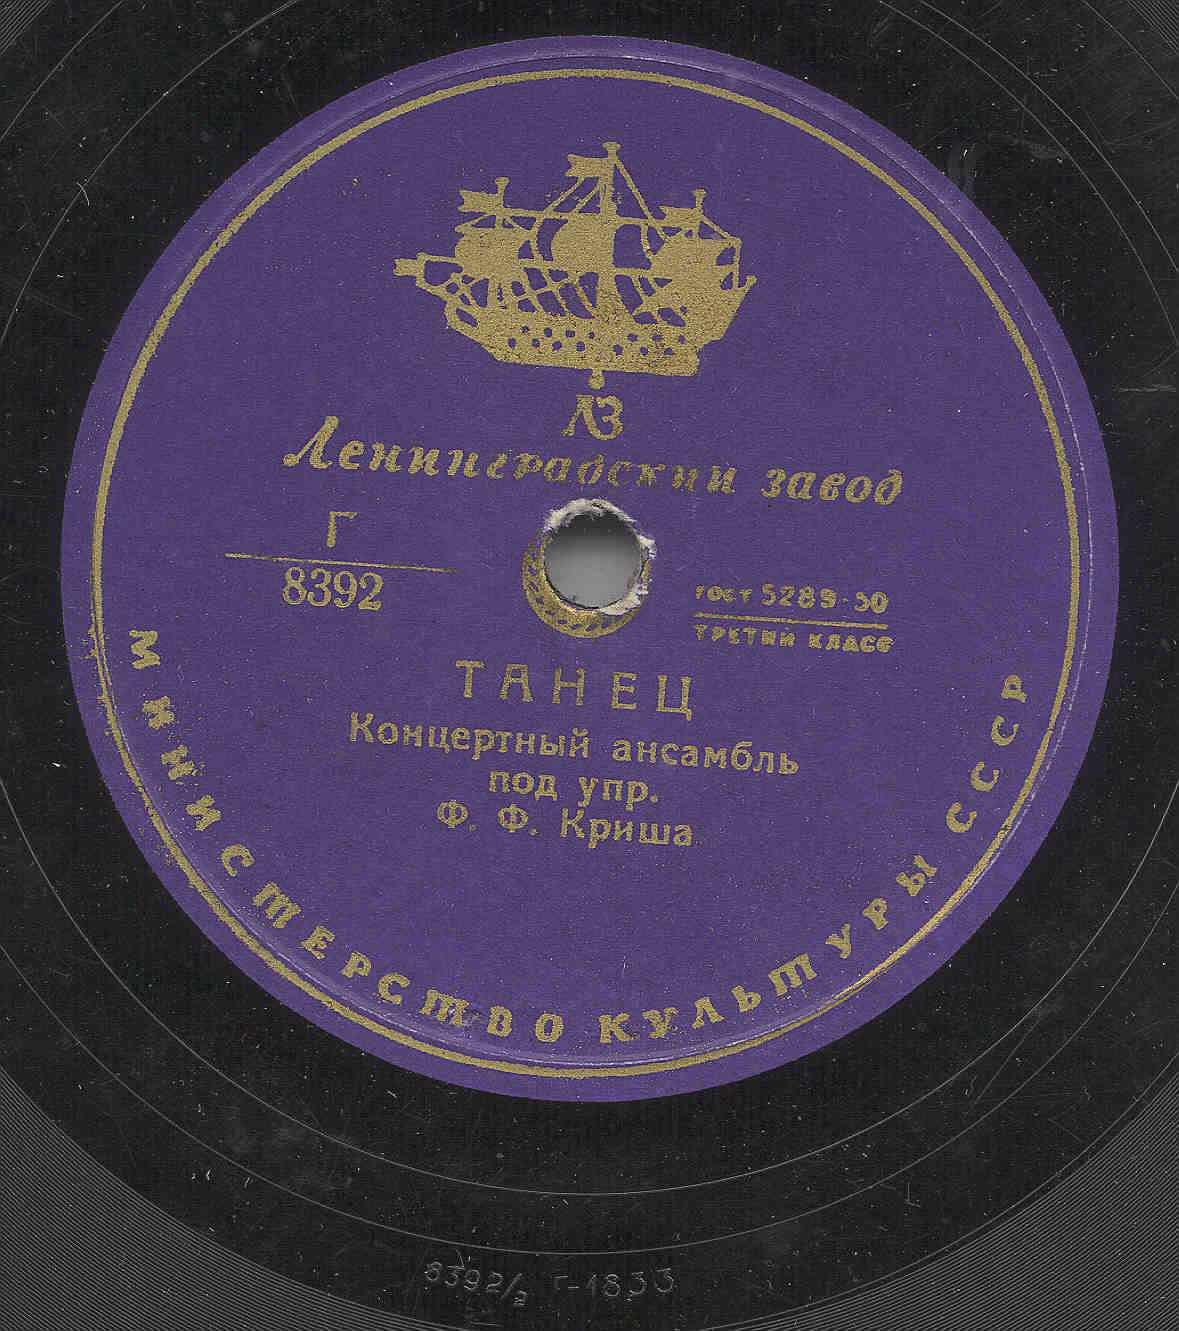 ЛЗ
Ленинградский завод
Г
8392
ГОСТ 5289-50
ТРЕТИЙ КЛАСС
ТАНЕЦ
Концертный ансамбль
под упр.
Ф. Ф. Криша
МИНИСТЕРСТВО КУЛЬТУРЫ СССР
8392/2 Г-1833